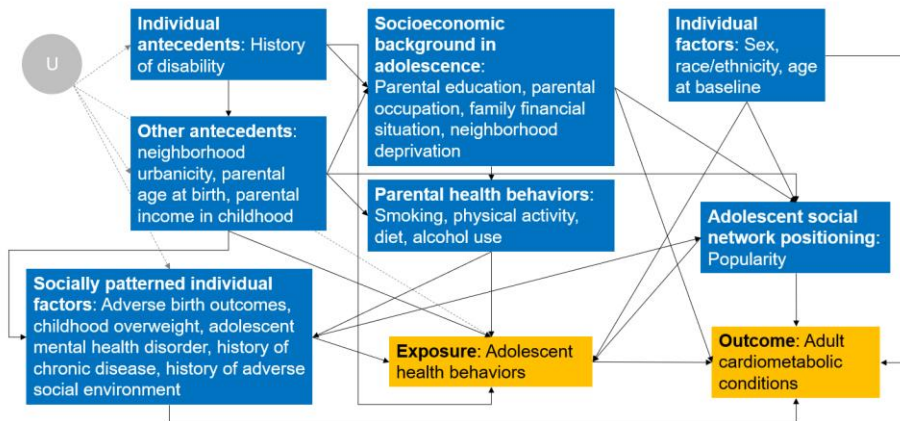 U
Individual
antecedents: History
of disability
Socioeconomic
background in
adolescence:
Parental education, parental
occupation, family financial
situation, neighborhood
deprivation
Individual
factors: Sex,
race/ethnicity, age
at baseline
Other antecedents:
neighborhood
urbanicity, parental
age at birth, parental
income in childhood
Parental health behaviors:
Smoking, physical activity,
diet, alcohol use
Adolescent social
network positioning:
Popularity
Socially patterned individual
factors: Adverse birth outcomes,
childhood overweight, adolescent
mental health disorder, history of
chronic disease, history of adverse
social environment
Exposure: Adolescent
health behaviors
Outcome: Adult
cardiometabolic
conditions